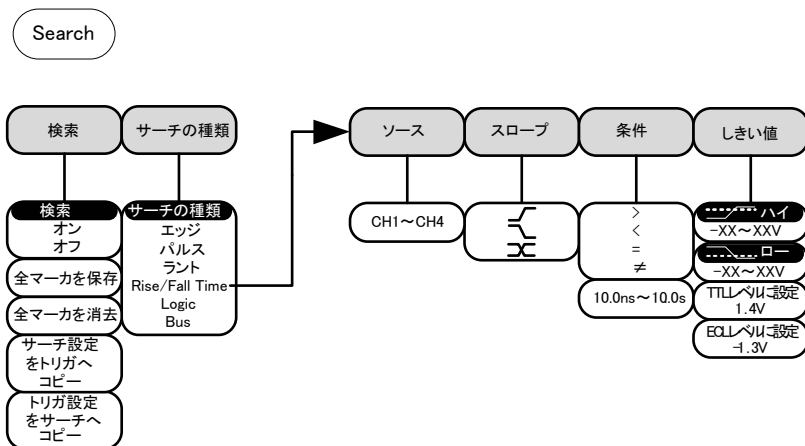 Search
検索
サーチの種類
ソース
スロープ
条件
しきい値
検索
オン
オフ
全マーカを保存
全マーカを消去
サーチ設定
をトリガへ
コピー
トリガ設定
をサーチへ
コピー
サーチの種類
エッジ
パルス
ラント
Rise/Fall Time
Logic
Bus
CH1～CH4
>
<
=
≠
10.0ns～10.0s
ハイ
-XX～XXV
ロー
-XX～XXV
TTLレベルに設定
1.4V
ECLレベルに設定
-1.3V